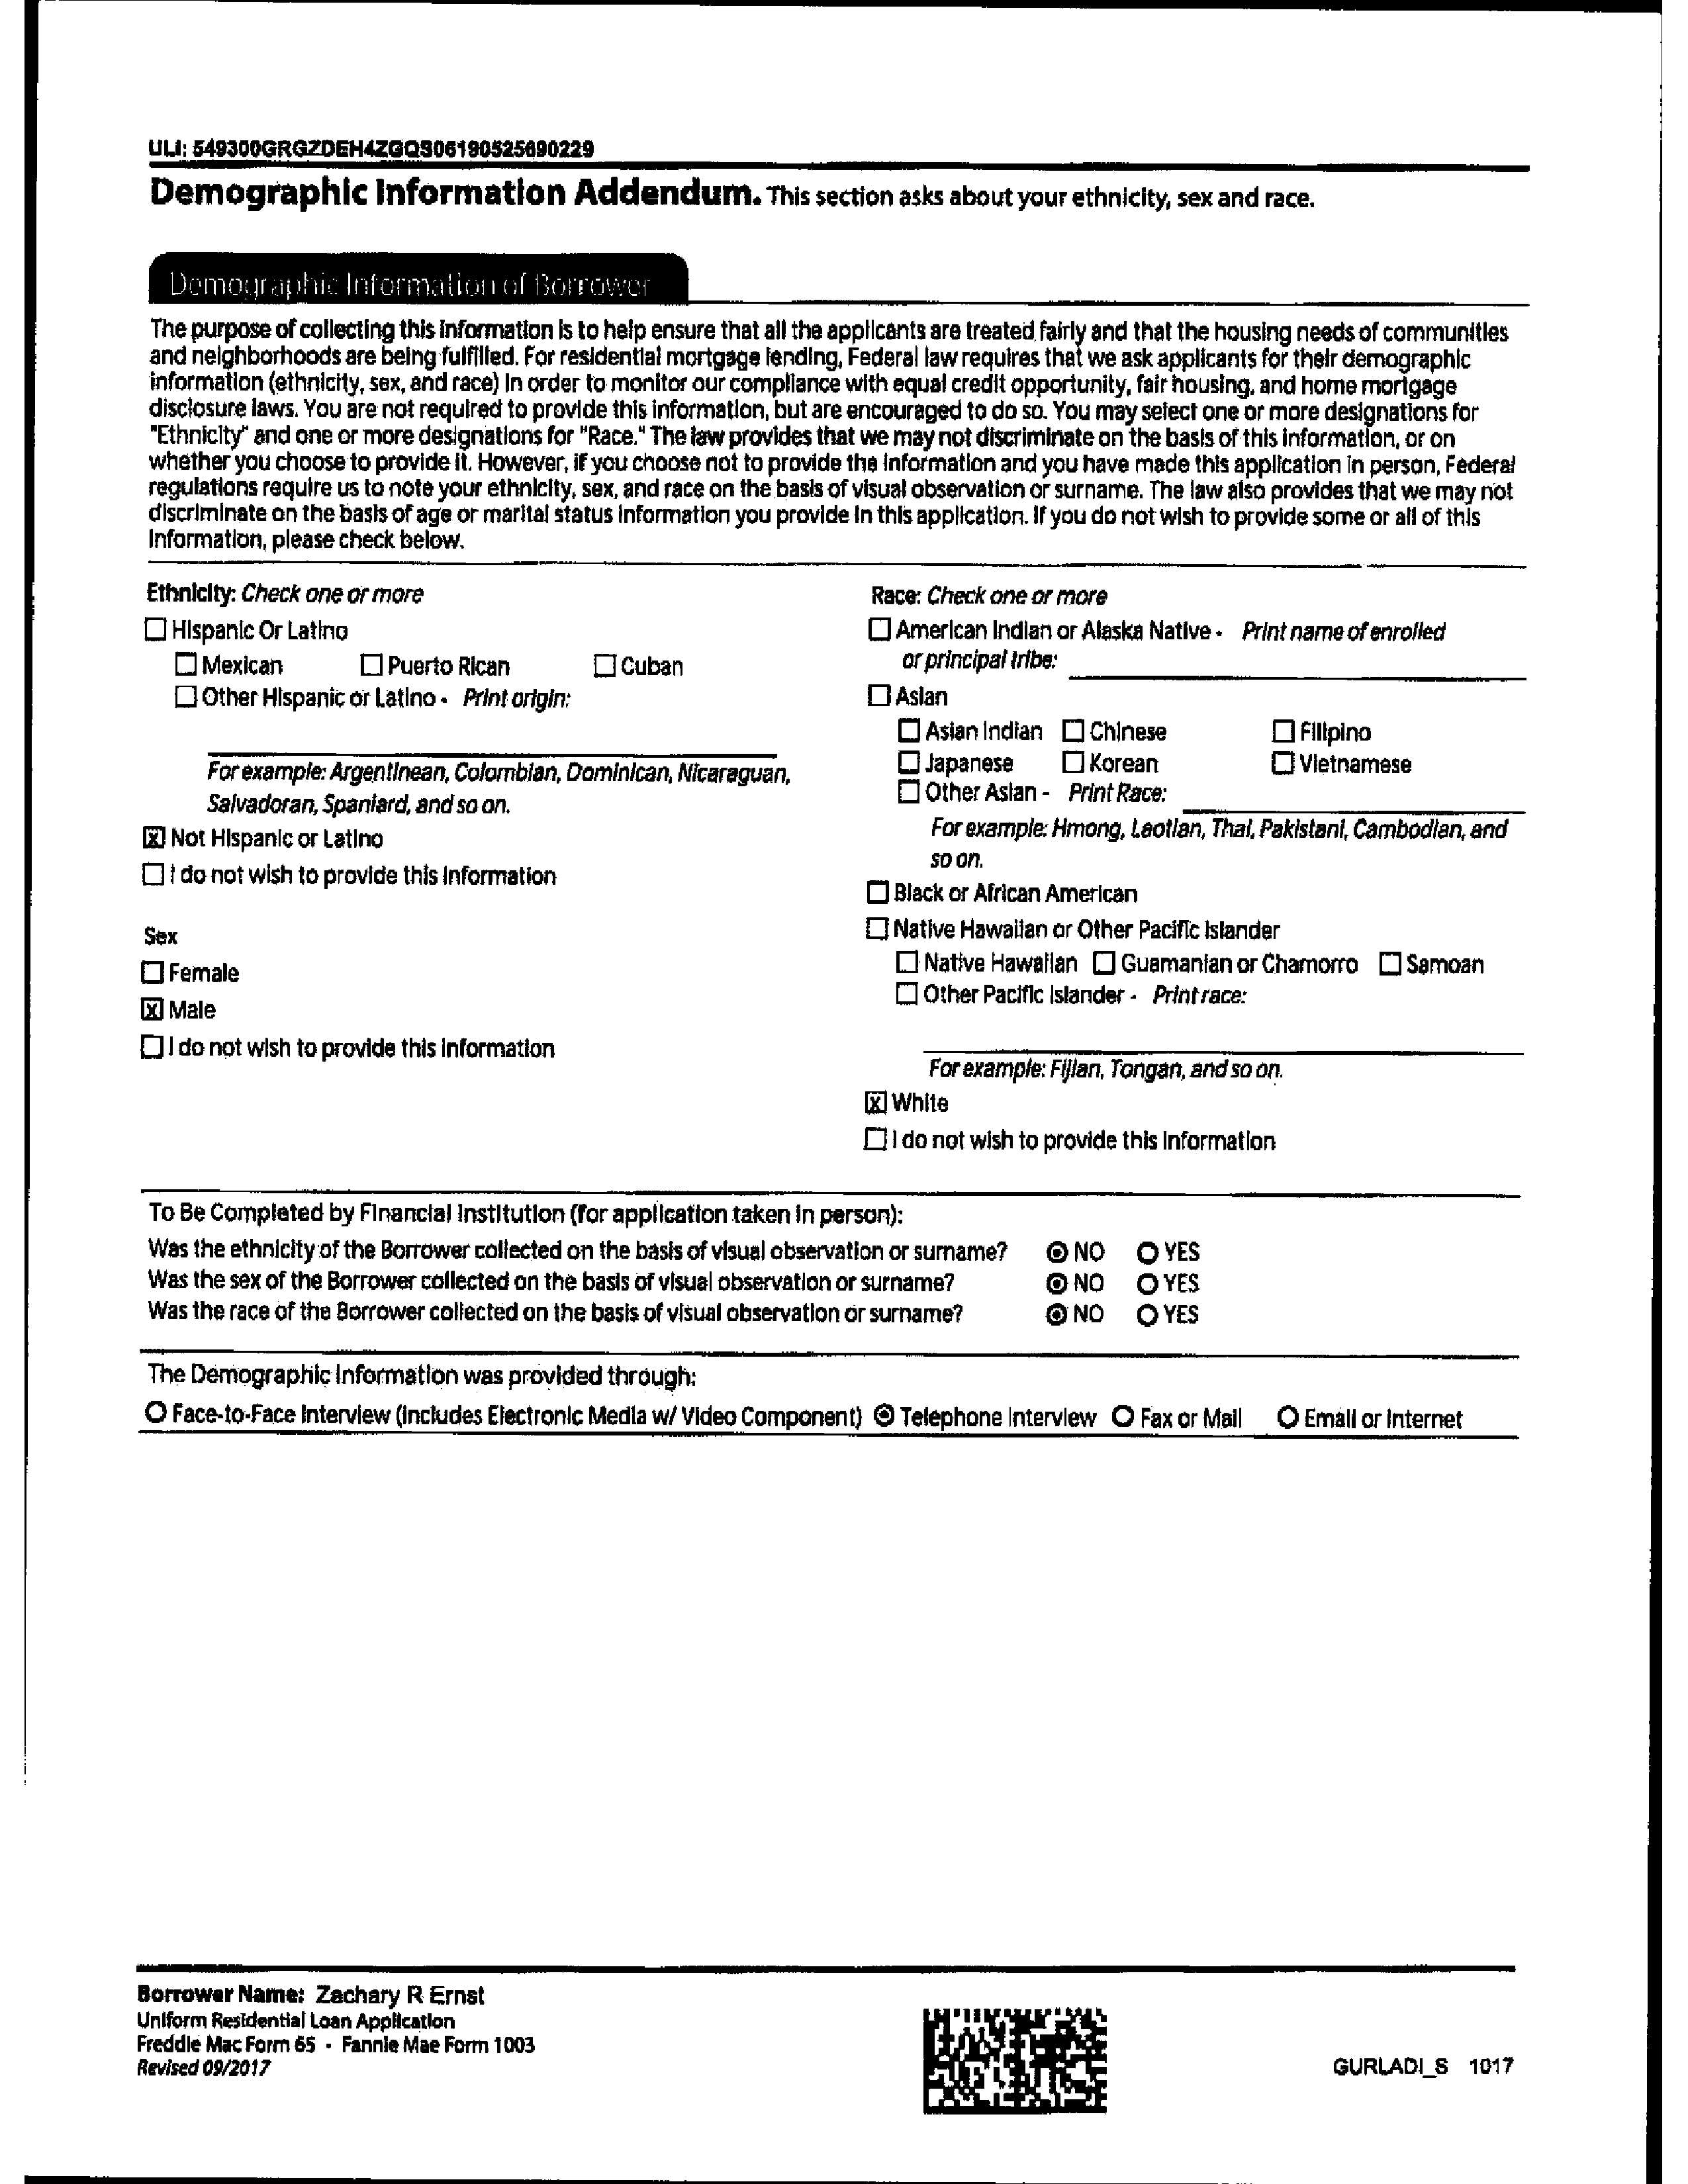 ULI: 549300GRGZDEH4ZGQS06190525690229
Demographic Information Addendum. This section asks about your ethnicity, sex and race.
Demographic Information of Borrower
The purpose of collecting this information is to help ensure that all the applicants are treated fairly and that the housing needs of communities
and neighborhoods are being fulfilled. For residential mortgage lending, Federal law requires that we ask applicants for their demographic
information (ethnicity, sex, and race) in order to monitor our compliance with equal credit opportunity, fair housing, and home mortgage
disclosure laws. You are not required to provide this information, but are encouraged to do so. You may select one or more designations for
"Ethnicity" and one or more designations for "Race." The law provides that we may not discriminate on the basis of this information, or on
whether you choose to provide it. However, if you choose not to provide the information and you have made this application in person, Federal
regulations require us to note your ethnicity, sex, and race on the basis of visual observation or surname. The law also provides that we may not
discriminate on the basis of age or marital status information you provide in this application. If you do not wish to provide some or all of this
information, please check below.
Ethnicity: Check one or more
☐ Hispanic Or Latino
☐ Mexican ☐ Puerto Rican ☐ Cuban
☐ Other Hispanic or Latino - Print origin:
For example: Argentinean, Colombian, Dominican, Nicaraguan,
Salvadoran, Spaniard, and so on.
☒ Not Hispanic or Latino
☐ I do not wish to provide this information
Sex
☐ Female
☒ Male
☐ I do not wish to provide this information
Race: Check one or more
☐ American Indian or Alaska Native - Print name of enrolled
or principal tribe:
☐ Asian
☐ Asian Indian ☐ Chinese ☐ Filipino
☐ Japanese ☐ Korean ☐ Vietnamese
☐ Other Asian - Print Race:
For example: Hmong, Laotian, Thai, Pakistani, Cambodian, and
so on.
☐ Black or African American
☐ Native Hawaiian or Other Pacific Islander
☐ Native Hawaiian ☐ Guamanian or Chamorro ☐ Samoan
☐ Other Pacific Islander - Print race:
For example: Fijian, Tongan, and so on.
☒ White
☐ I do not wish to provide this information
To Be Completed by Financial Institution (for application taken in person):
Was the ethnicity of the Borrower collected on the basis of visual observation or surname? ◉ NO ○ YES
Was the sex of the Borrower collected on the basis of visual observation or surname? ◉ NO ○ YES
Was the race of the Borrower collected on the basis of visual observation or surname? ◉ NO ○ YES
The Demographic Information was provided through:
○ Face-to-Face Interview (Includes Electronic Media w/ Video Component) ◉ Telephone Interview ○ Fax or Mail ○ Email or Internet
Borrower Name: Zachary R Ernst
Uniform Residential Loan Application
Freddie Mac Form 65 - Fannie Mae Form 1003
Revised 09/2017
GURLADI_S 1017